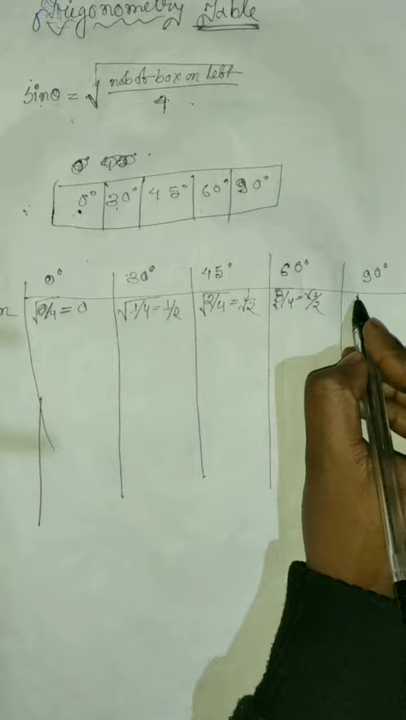 Trigonometry Table
Sinθ = √ no. of box on left / 4
0° 30° 45° 60° 90°
0° 30° 45° 60° 90°
√0/4 = 0 √1/4 = 1/2 √2/4 = 1/√2 √3/4 = √3/2